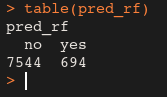 > table(pred_rf)
pred_rf
no yes
7544 694
>